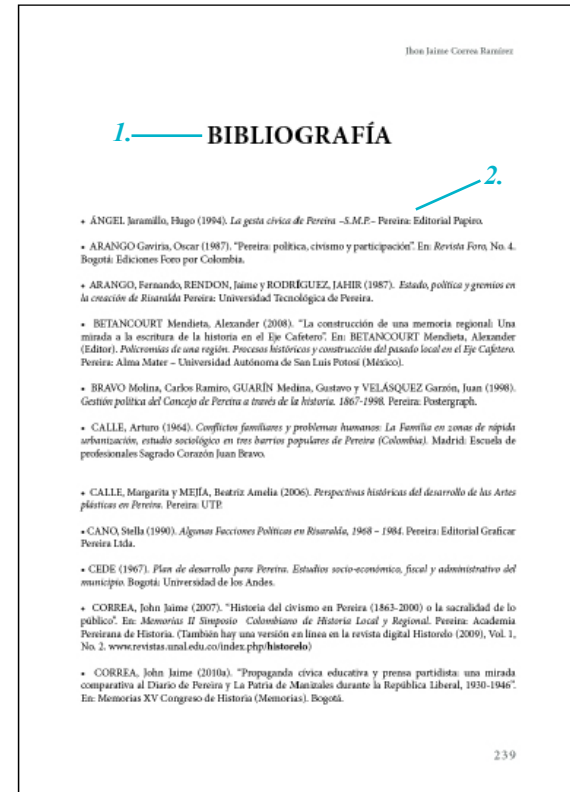 Jhon Jaime Correa Ramírez
1. BIBLIOGRAFÍA
2.
• ÁNGEL Jaramillo, Hugo (1994). La gesta cívica de Pereira –S.M.P.– Pereira: Editorial Papiro.
• ARANGO Gaviria, Oscar (1987). “Pereira: política, civismo y participación”. En: Revista Foro, No. 4.
Bogotá: Ediciones Foro por Colombia.
• ARANGO, Fernando, RENDON, Jaime y RODRÍGUEZ, JAHIR (1987). Estado, política y gremios en
la creación de Risaralda Pereira: Universidad Tecnológica de Pereira.
• BETANCOURT Mendieta, Alexander (2008). “La construcción de una memoria regional: Una
mirada a la escritura de la historia en el Eje Cafetero”. En: BETANCOURT Mendieta, Alexander
(Editor). Policromías de una región. Procesos históricos y construcción del pasado local en el Eje Cafetero.
Pereira: Alma Mater – Universidad Autónoma de San Luis Potosí (México).
• BRAVO Molina, Carlos Ramiro, GUARÍN Medina, Gustavo y VELÁSQUEZ Garzón, Juan (1998).
Gestión política del Concejo de Pereira a través de la historia. 1867-1998. Pereira: Postergraph.
• CALLE, Arturo (1964). Conflictos familiares y problemas humanos: La Familia en zonas de rápida
urbanización, estudio sociológico en tres barrios populares de Pereira (Colombia). Madrid: Escuela de
profesionales Sagrado Corazón Juan Bravo.
• CALLE, Margarita y MEJÍA, Beatriz Amelia (2006). Perspectivas históricas del desarrollo de las Artes
plásticas en Pereira. Pereira: UTP.
• CANO, Stella (1990). Algunas Facciones Políticas en Risaralda, 1968 – 1984. Pereira: Editorial Graficar
Pereira Ltda.
• CEDE (1967). Plan de desarrollo para Pereira. Estudios socio-económico, fiscal y administrativo del
municipio. Bogotá: Universidad de los Andes.
• CORREA, John Jaime (2007). “Historia del civismo en Pereira (1863-2000) o la sacralidad de lo
público”. En: Memorias II Simposio Colombiano de Historia Local y Regional. Pereira: Academia
Pereirana de Historia. (También hay una versión en línea en la revista digital Historelo (2009), Vol. 1,
No. 2. www.revistas.unal.edu.co/index.php/historelo)
• CORREA, John Jaime (2010a). “Propaganda cívica educativa y prensa partidista: una mirada
comparativa al Diario de Pereira y La Patria de Manizales durante la República Liberal, 1930-1946”.
En: Memorias XV Congreso de Historia (Memorias). Bogotá.
239